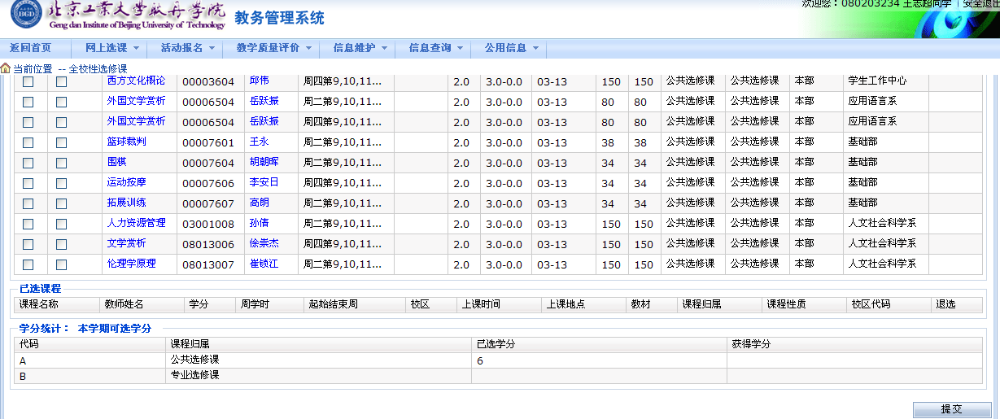 北京工业大学耿丹学院 教务管理系统
BGD Geng dan Institute of Beijing University of Technology
欢迎您：080203234 王志超同学 安全退出
返回首页 网上选课 活动报名 教学质量评价 信息维护 信息查询 公用信息
当前位置 -- 全校性选修课
西方文化概论 00003604 邱伟 周四第9,10,11... 2.0 3.0-0.0 03-13 150 150 公共选修课 公共选修课 本部 学生工作中心
外国文学赏析 00006504 岳跃振 周二第9,10,11... 2.0 3.0-0.0 03-13 80 80 公共选修课 公共选修课 本部 应用语言系
外国文学赏析 00006504 岳跃振 周四第9,10,11... 2.0 3.0-0.0 03-13 80 80 公共选修课 公共选修课 本部 应用语言系
篮球裁判 00007601 王永 周二第9,10,11... 2.0 3.0-0.0 03-13 38 38 公共选修课 公共选修课 本部 基础部
围棋 00007604 胡朝晖 周二第9,10,11... 2.0 3.0-0.0 03-13 34 34 公共选修课 公共选修课 本部 基础部
运动按摩 00007606 李安日 周四第9,10,11... 2.0 3.0-0.0 03-13 34 34 公共选修课 公共选修课 本部 基础部
拓展训练 00007607 高朗 周二第9,10,11... 2.0 3.0-0.0 03-13 34 34 公共选修课 公共选修课 本部 基础部
人力资源管理 03001008 孙倩 周二第9,10,11... 2.0 3.0-0.0 03-13 150 150 公共选修课 公共选修课 本部 人文社会科学系
文学赏析 08013006 徐崇杰 周四第9,10,11... 2.0 3.0-0.0 03-13 150 150 公共选修课 公共选修课 本部 人文社会科学系
伦理学原理 08013007 崔锁江 周二第9,10,11... 2.0 3.0-0.0 03-13 150 150 公共选修课 公共选修课 本部 人文社会科学系
已选课程
课程名称 教师姓名 学分 周学时 起始结束周 校区 上课时间 上课地点 教材 课程归属 课程性质 校区代码 退选
学分统计： 本学期可选学分
代码 课程归属 已选学分 获得学分
A 公共选修课 6
B 专业选修课
提交